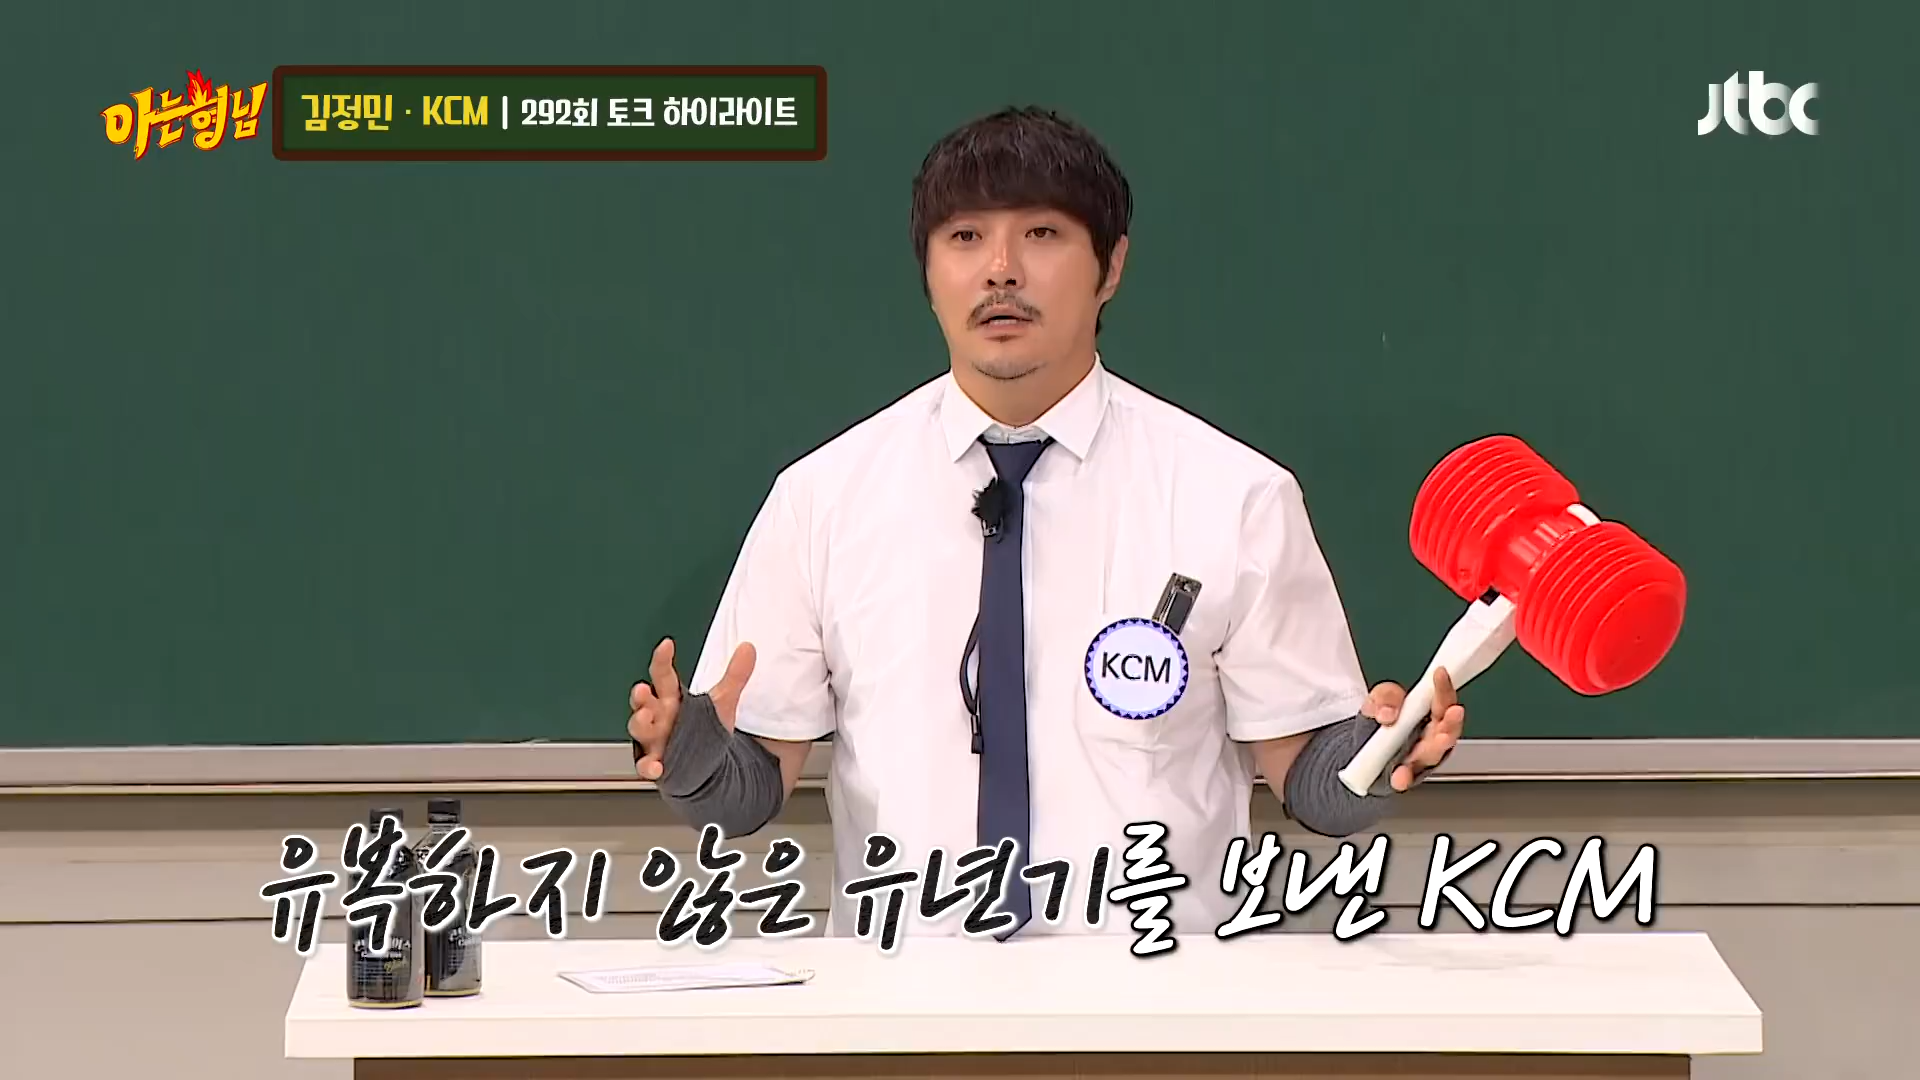 아는형님
김정민 · KCM | 292회 토크 하이라이트
jtbc
KCM
유복하지 않은 유년기를 보낸 KCM